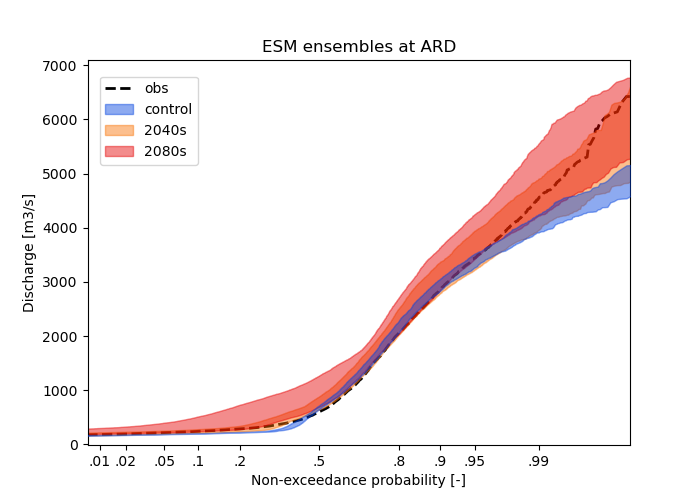 ESM ensembles at ARD
7000
6000
5000
4000
3000
2000
1000
0
Discharge [m3/s]
obs
control
2040s
2080s
.01 .02 .05 .1 .2 .5 .8 .9 .95 .99
Non-exceedance probability [-]